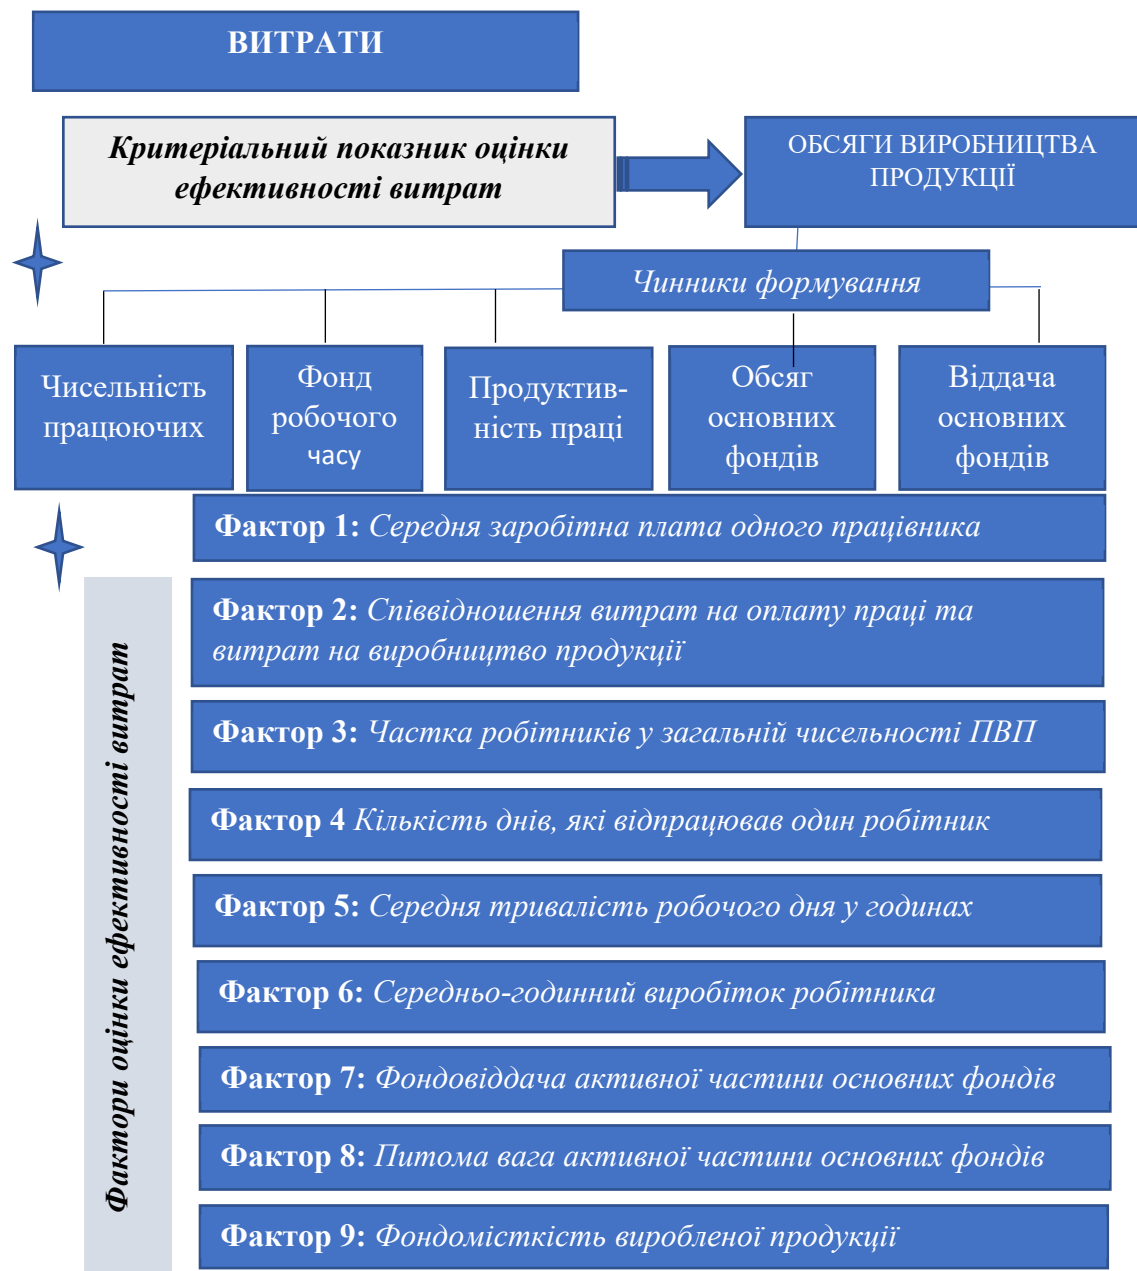 ВИТРАТИ
Критеріальний показник оцінки
ефективності витрат
ОБСЯГИ ВИРОБНИЦТВА
ПРОДУКЦІЇ
Чинники формування
Чисельність
працюючих
Фонд
робочого
часу
Продуктив-
ність праці
Обсяг
основних
фондів
Віддача
основних
фондів
Фактори оцінки ефективності витрат
Фактор 1: Середня заробітна плата одного працівника
Фактор 2: Співвідношення витрат на оплату праці та
витрат на виробництво продукції
Фактор 3: Частка робітників у загальній чисельності ПВП
Фактор 4 Кількість днів, які відпрацював один робітник
Фактор 5: Середня тривалість робочого дня у годинах
Фактор 6: Середньо-годинний виробіток робітника
Фактор 7: Фондовіддача активної частини основних фондів
Фактор 8: Питома вага активної частини основних фондів
Фактор 9: Фондомісткість виробленої продукції